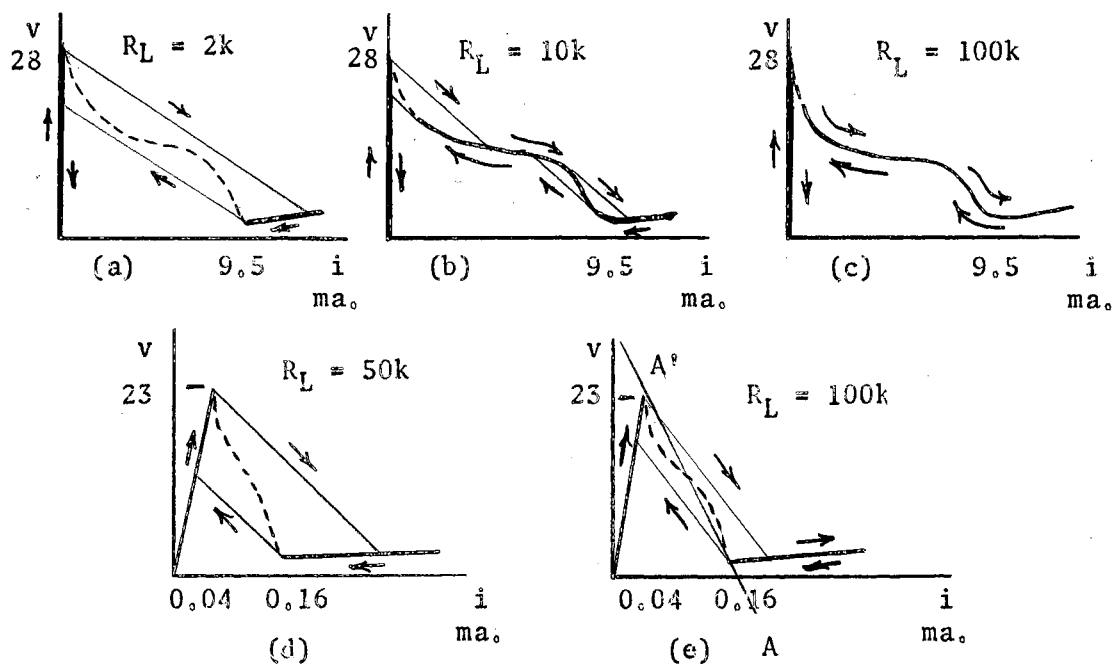 v
28
R_L = 2k
(a)
9.5
i
ma.
v
28
R_L = 10k
(b)
9.5
i
ma.
v
28
R_L = 100k
(c)
9.5
i
ma.
v
23
R_L = 50k
0.04
0.16
i
ma.
(d)
v
23
A'
R_L = 100k
0.04
0.16
i
ma.
(e)
A